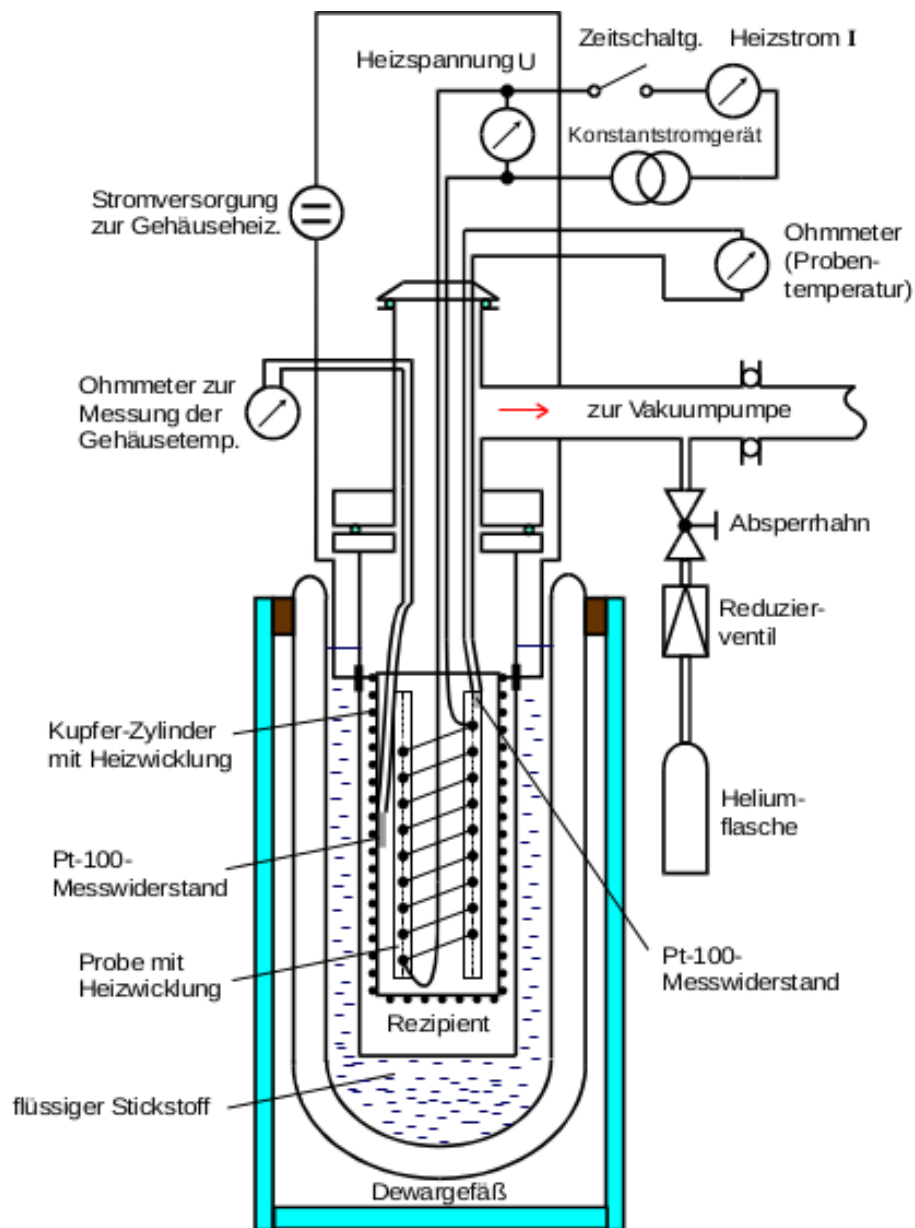 Zeitschaltg.
Heizstrom I
Heizspannung U
Konstantstromgerät
Stromversorgung
zur Gehäuseheiz.
Ohmmeter
(Proben-
temperatur)
Ohmmeter zur
Messung der
Gehäusetemp.
zur Vakuumpumpe
Absperrhahn
Reduzier-
ventil
Kupfer-Zylinder
mit Heizwicklung
Helium-
flasche
Pt-100-
Messwiderstand
Probe mit
Heizwicklung
Pt-100-
Messwiderstand
Rezipient
flüssiger Stickstoff
Dewargefäß